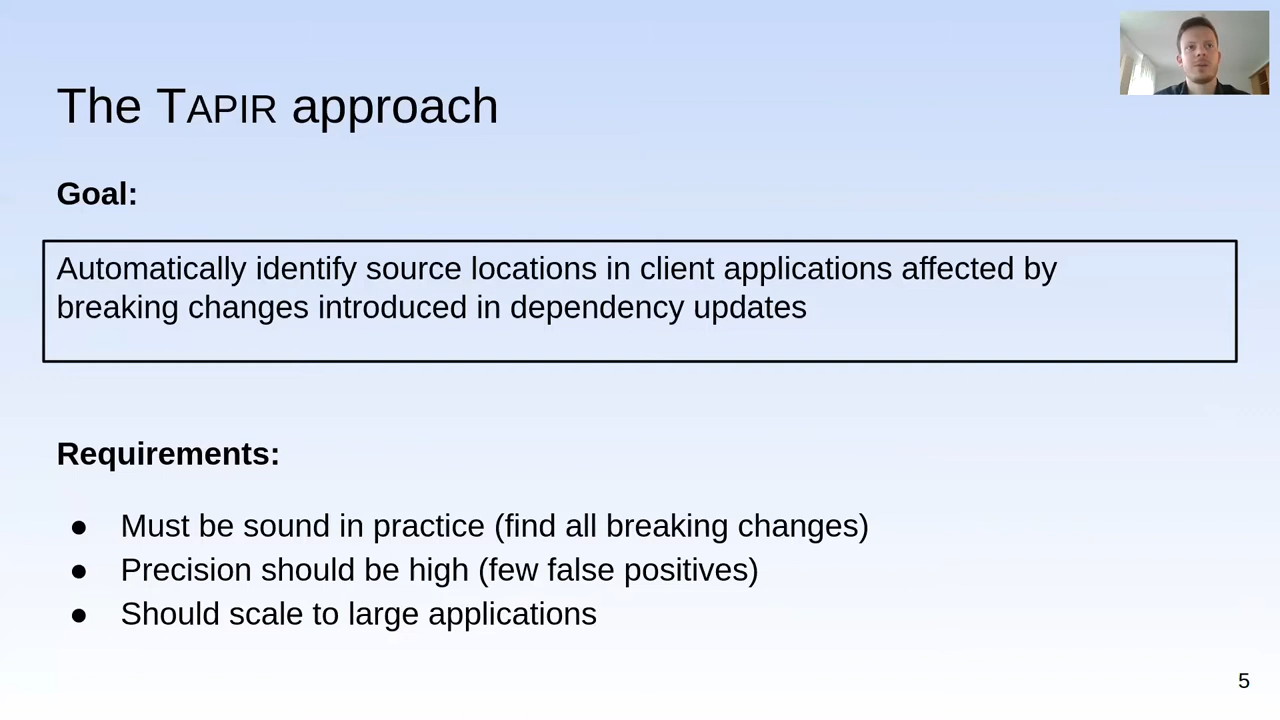 The TAPIR approach
Goal:
Automatically identify source locations in client applications affected by
breaking changes introduced in dependency updates
Requirements:
● Must be sound in practice (find all breaking changes)
● Precision should be high (few false positives)
● Should scale to large applications
5